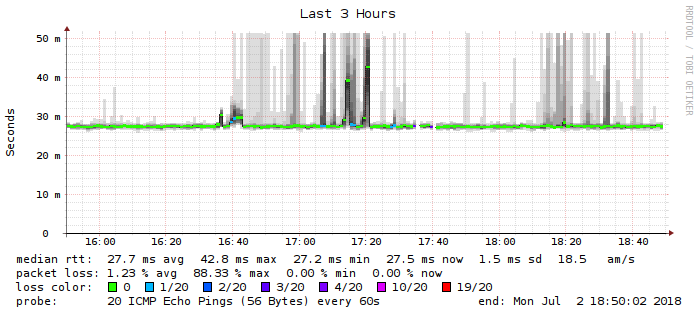 Last 3 Hours
RRDTOOL / TOBI OETIKER
Seconds
50 m
40 m
30 m
20 m
10 m
0
16:00 16:20 16:40 17:00 17:20 17:40 18:00 18:20 18:40
median rtt: 27.7 ms avg 42.8 ms max 27.2 ms min 27.5 ms now 1.5 ms sd 18.5 am/s
packet loss: 1.23 % avg 88.33 % max 0.00 % min 0.00 % now
loss color: 0 1/20 2/20 3/20 4/20 10/20 19/20
probe: 20 ICMP Echo Pings (56 Bytes) every 60s end: Mon Jul 2 18:50:02 2018